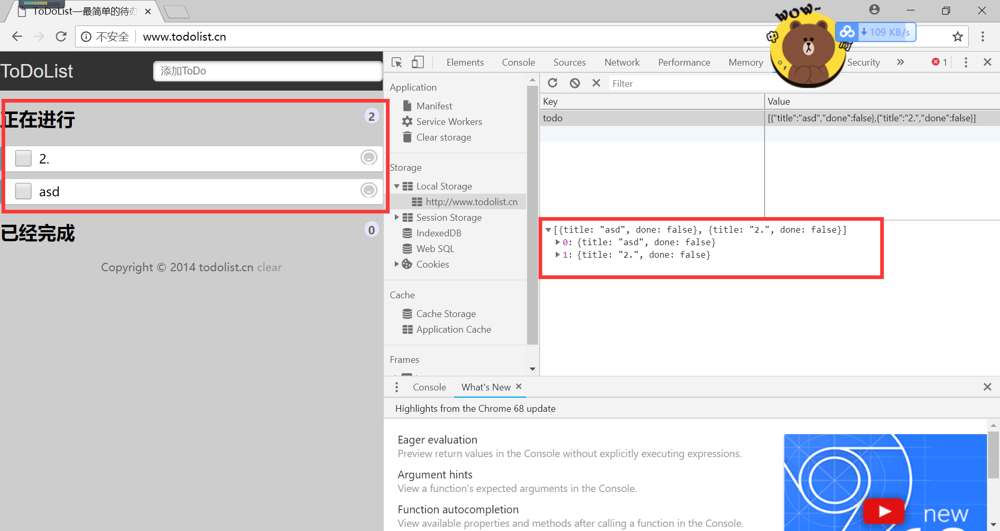 ToDoList—最简单的待办
不安全 www.todolist.cn
wow~
109 KB/s
ToDoList
添加ToDo
正在进行
2
2.
asd
已经完成
0
Copyright © 2014 todolist.cn clear
Elements Console Sources Network Performance Memory Security » 1
Application
Manifest
Service Workers
Clear storage
Storage
Local Storage
http://www.todolist.cn
Session Storage
IndexedDB
Web SQL
Cookies
Cache
Cache Storage
Application Cache
Frames
Filter
Key Value
todo [{"title":"asd","done":false},{"title":"2.","done":false}]
[{title: "asd", done: false}, {title: "2.", done: false}]
0: {title: "asd", done: false}
1: {title: "2.", done: false}
Console What's New
Highlights from the Chrome 68 update
Eager evaluation
Preview return values in the Console without explicitly executing expressions.
Argument hints
View a function's expected arguments in the Console.
Function autocompletion
View available properties and methods after calling a function in the Console.
new